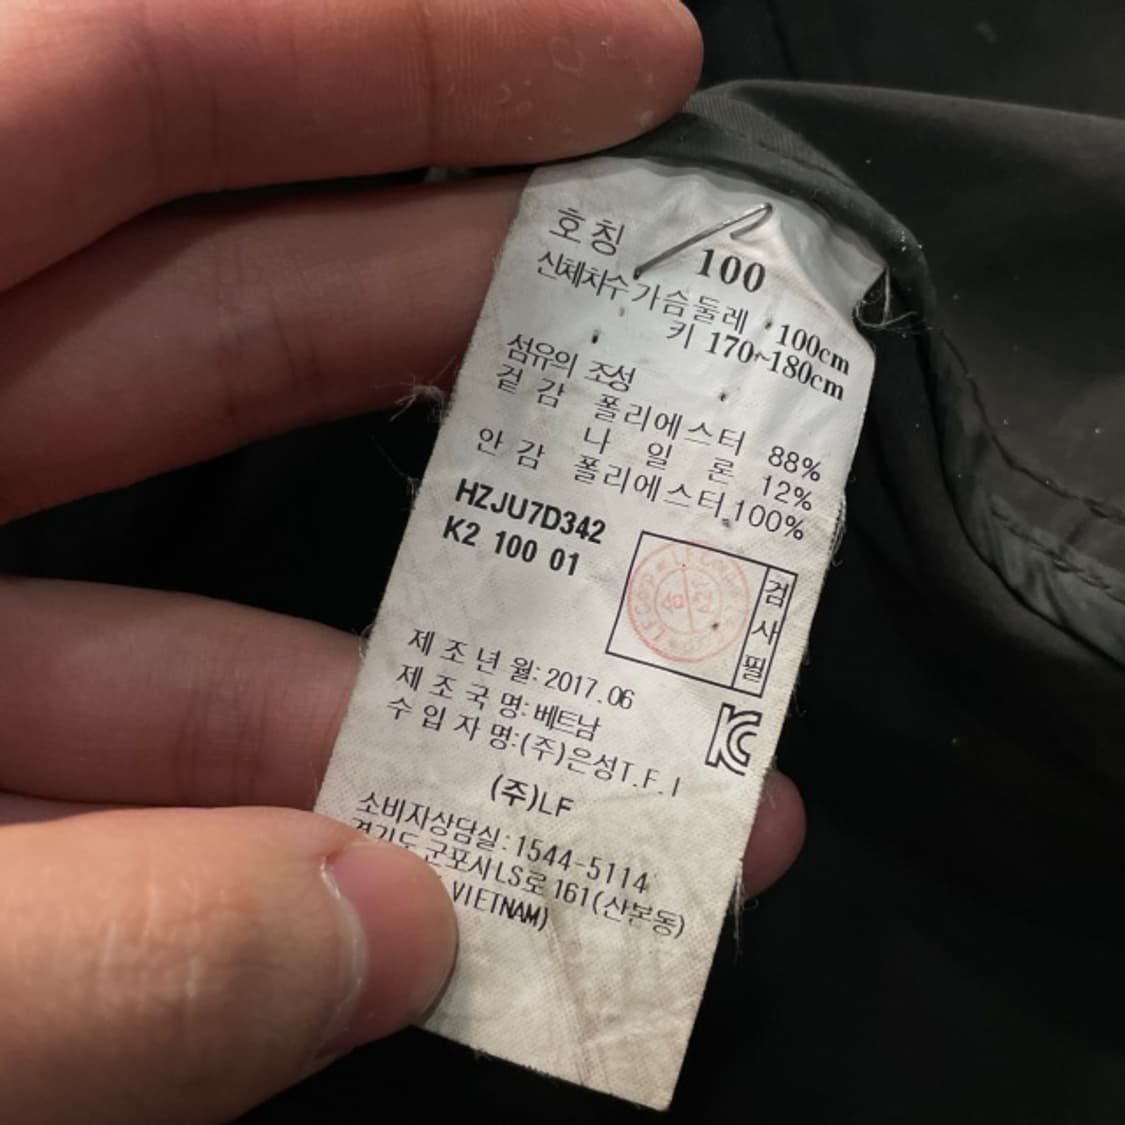 호칭 100
신체치수 가슴둘레 100cm
키 170~180cm
섬유의 조성
겉감 폴리에스터 88%
나일론 12%
안감 폴리에스터 100%
HZJU7D342
K2 100 01
검사필
제조년월: 2017.06
제조국명: 베트남
수입자명:(주)은성T.F.I
(주)LF
소비자상담실: 1544-5114
경기도 군포시 LS로 161(산본동)
VIETNAM)